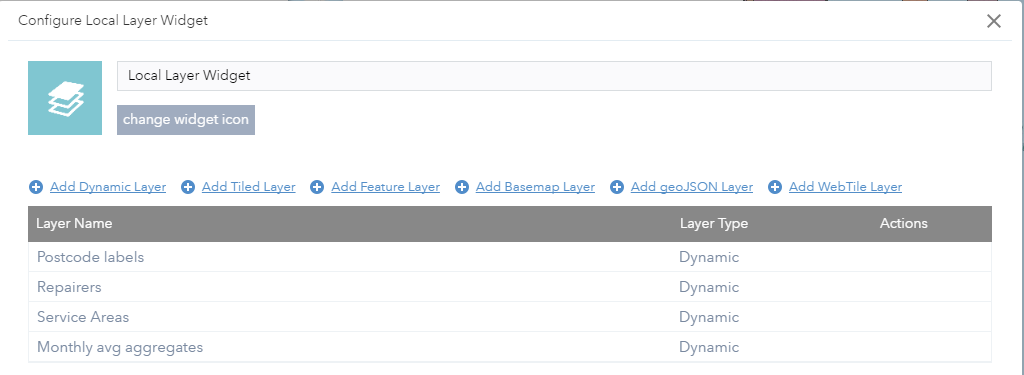 Configure Local Layer Widget
Local Layer Widget
change widget icon
Add Dynamic Layer Add Tiled Layer Add Feature Layer Add Basemap Layer Add geoJSON Layer Add WebTile Layer
Layer Name Layer Type Actions
Postcode labels Dynamic
Repairers Dynamic
Service Areas Dynamic
Monthly avg aggregates Dynamic